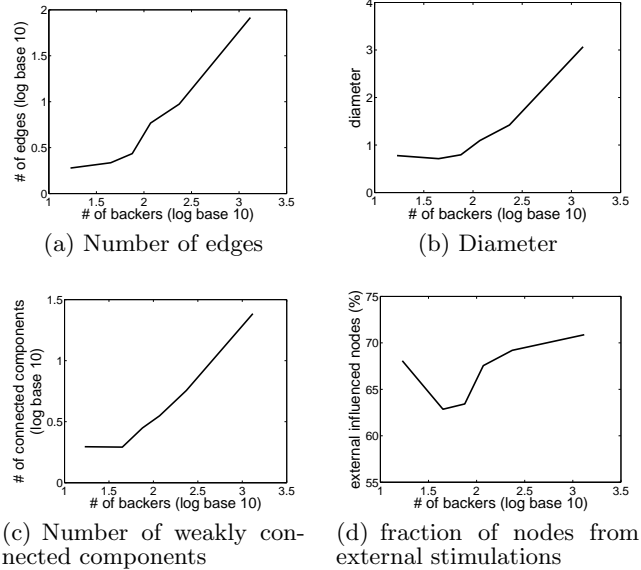 2
1.5
1
0.5
0
1 1.5 2 2.5 3 3.5
# of edges (log base 10)
# of backers (log base 10)
(a) Number of edges
4
3
2
1
0
1 1.5 2 2.5 3 3.5
diameter
# of backers (log base 10)
(b) Diameter
1.5
1
0.5
0
1 1.5 2 2.5 3 3.5
# of connected components
(log base 10)
# of backers (log base 10)
(c) Number of weakly con-
nected components
75
70
65
60
55
1 1.5 2 2.5 3 3.5
external influenced nodes (%)
# of backers (log base 10)
(d) fraction of nodes from
external stimulations